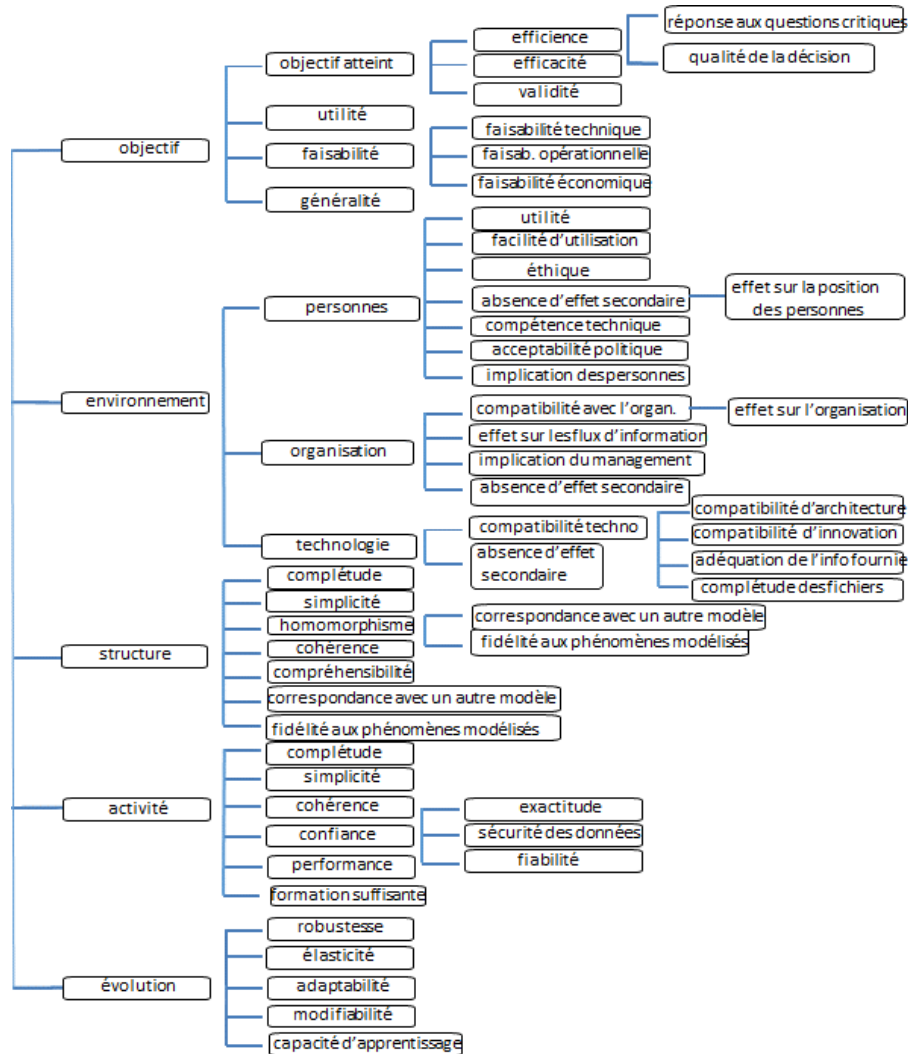 réponse aux questions critiques
efficience
objectif atteint
efficacité
qualité de la décision
validité
utilité
faisabilité technique
objectif
faisabilité
faisab. opérationnelle
faisabilité économique
généralité
utilité
facilité d'utilisation
éthique
personnes
absence d'effet secondaire
effet sur la position
des personnes
compétence technique
acceptabilité politique
implication despersonnes
environnement
compatibilité avec l'organ.
effet sur l'organisation
effet sur lesflux d'information
organisation
implication du management
absence d'effet secondaire
compatibilité d'architecture
compatibilité techno
compatibilité d'innovation
technologie
absence d'effet
secondaire
adéquation de l'info fournie
complétude desfichiers
complétude
simplicité
homomorphisme
correspondance avec un autre modèle
fidélité aux phénomènes modélisés
structure
cohérence
compréhensibilité
correspondance avec un autre modèle
fidélité aux phénomènes modélisés
complétude
simplicité
activité
cohérence
exactitude
confiance
sécurité des données
performance
fiabilité
formation suffisante
robustesse
élasticité
évolution
adaptabilité
modifiabilité
capacité d'apprentissage